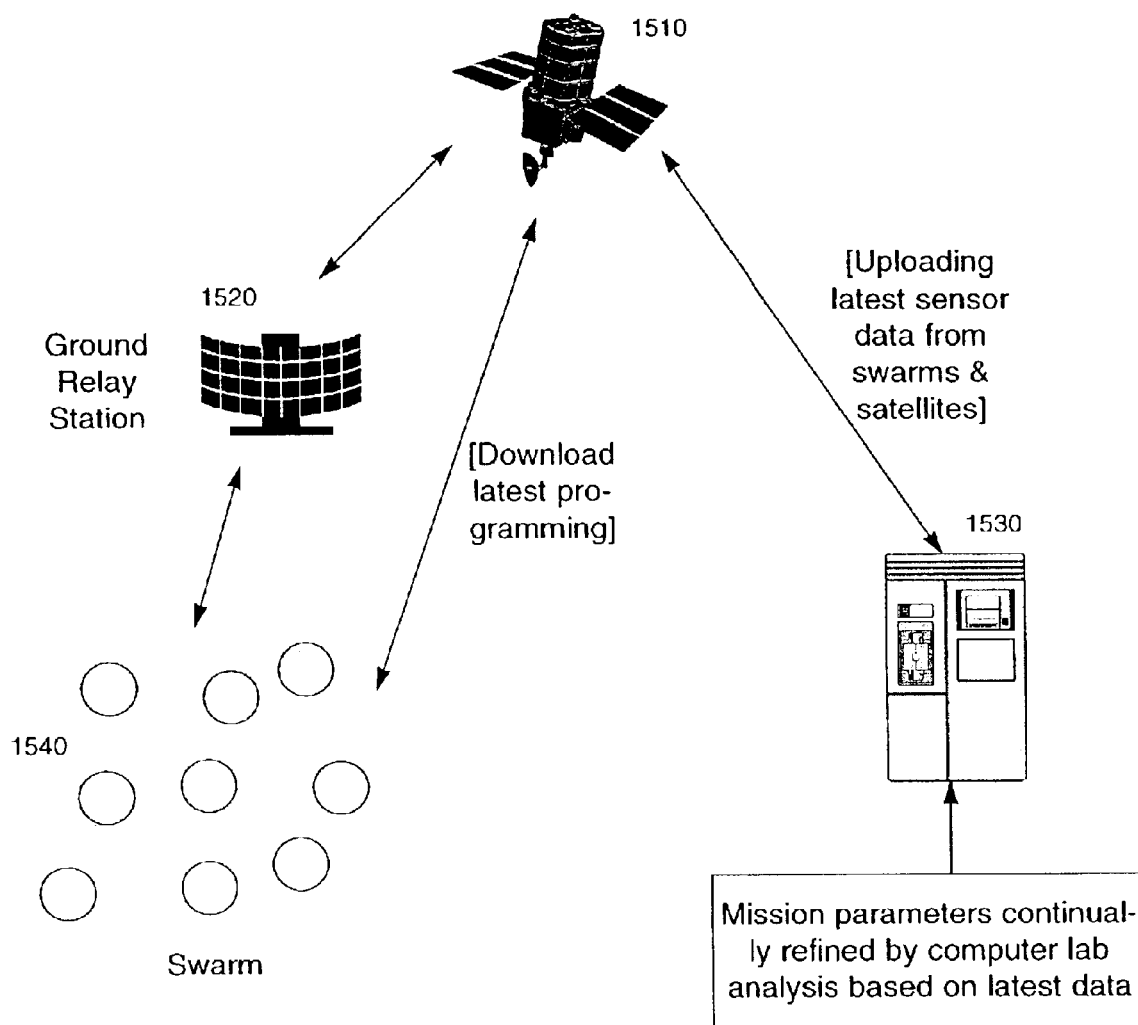 1510
1520
Ground
Relay
Station
[Uploading
latest sensor
data from
swarms &
satellites]
[Download
latest pro-
gramming]
1530
1540
Swarm
Mission parameters continual-
ly refined by computer lab
analysis based on latest data